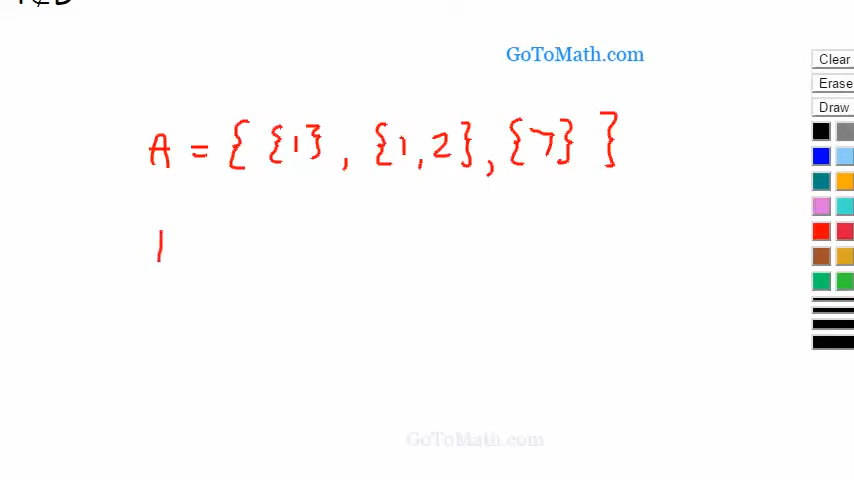 GoToMath.com
Clear
Erase
Draw
A = { {1} , {1,2} , {7} }
1
GoToMath.com